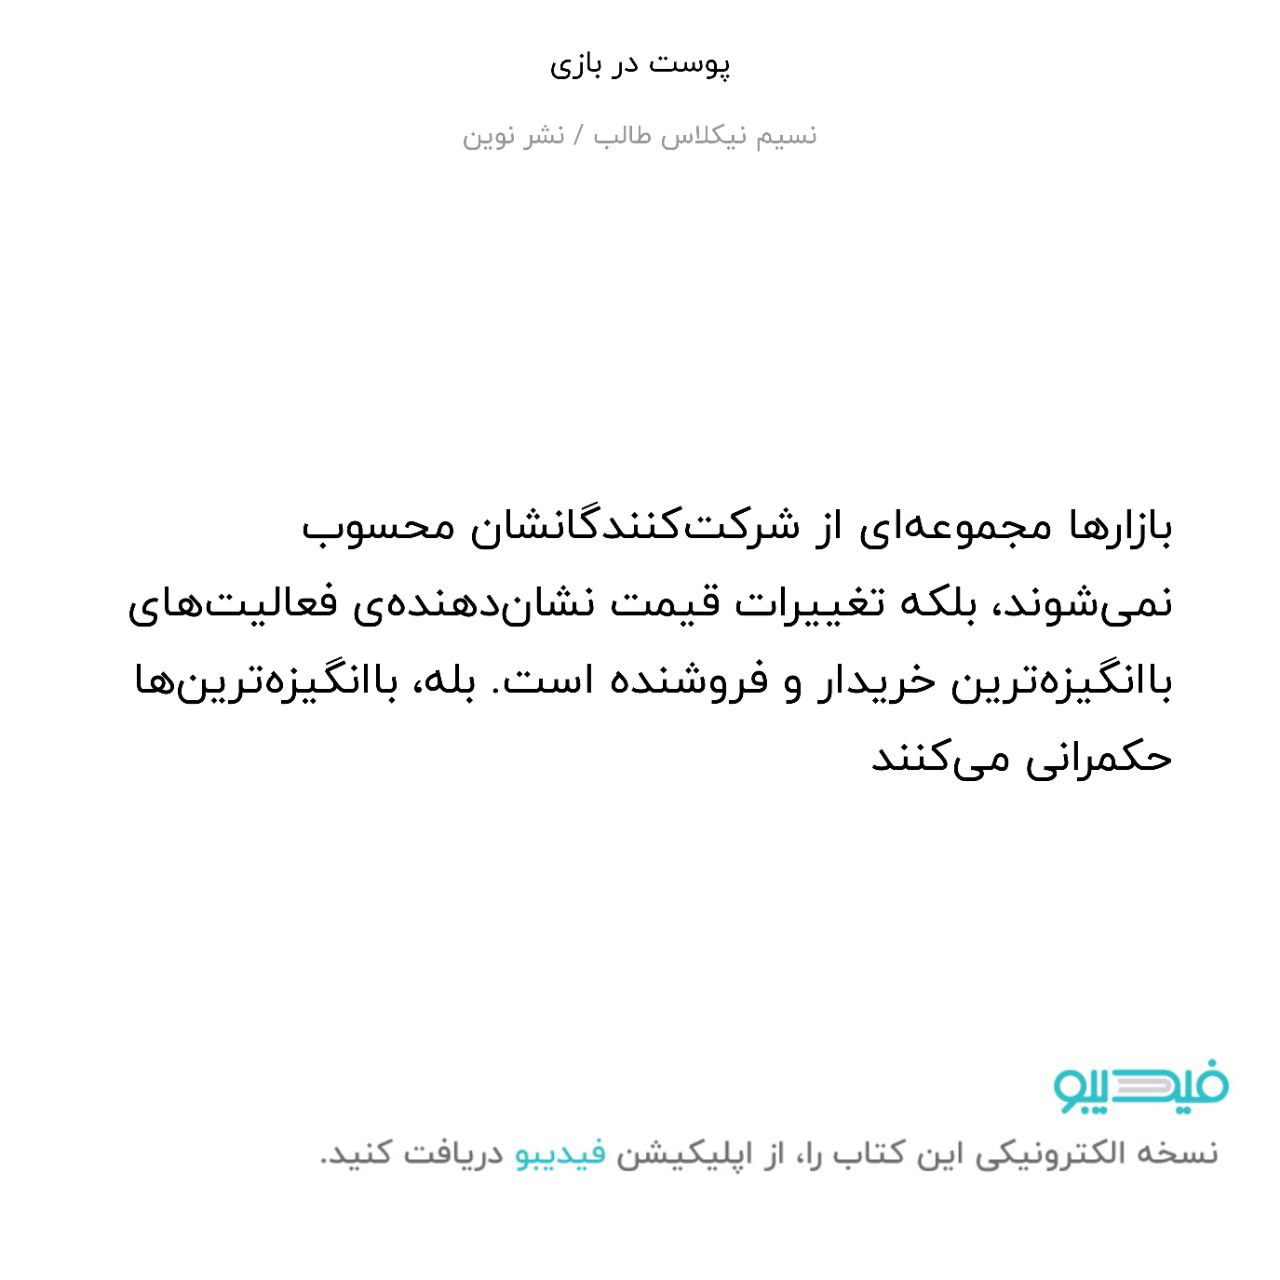 پوست در بازی
نسیم نیکلاس طالب / نشر نوین
بازارها مجموعه‌ای از شرکت‌کنندگانشان محسوب
نمی‌شوند، بلکه تغییرات قیمت نشان‌دهنده‌ی فعالیت‌های
باانگیزه‌ترین خریدار و فروشنده است. بله، باانگیزه‌ترین‌ها
حکمرانی می‌کنند
فیدیبو
نسخه الکترونیکی این کتاب را، از اپلیکیشن فیدیبو دریافت کنید.